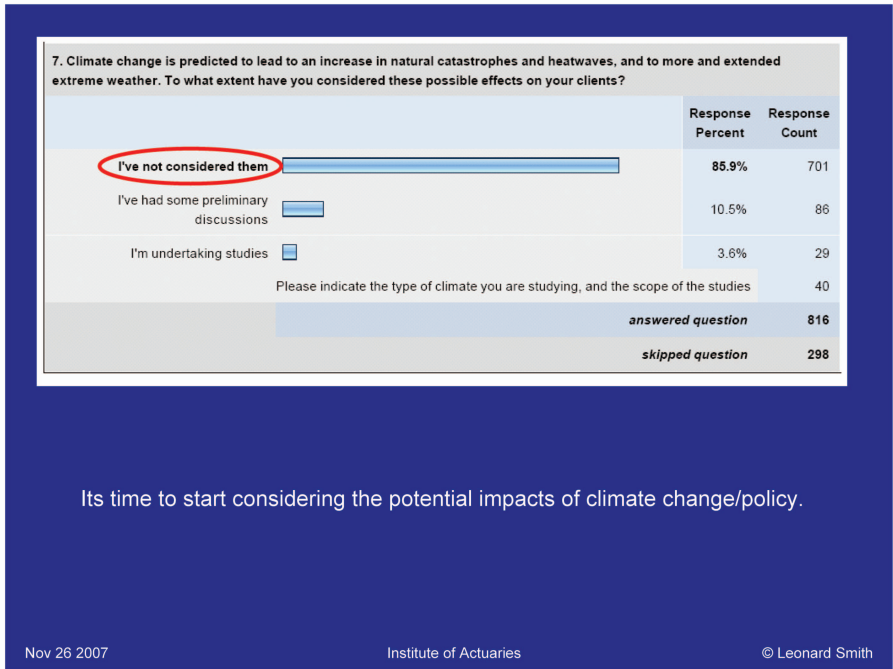 7. Climate change is predicted to lead to an increase in natural catastrophes and heatwaves, and to more and extended
extreme weather. To what extent have you considered these possible effects on your clients?
Response Percent Response Count
I've not considered them 85.9% 701
I've had some preliminary
discussions 10.5% 86
I'm undertaking studies 3.6% 29
Please indicate the type of climate you are studying, and the scope of the studies 40
answered question 816
skipped question 298
Its time to start considering the potential impacts of climate change/policy.
Nov 26 2007 Institute of Actuaries © Leonard Smith